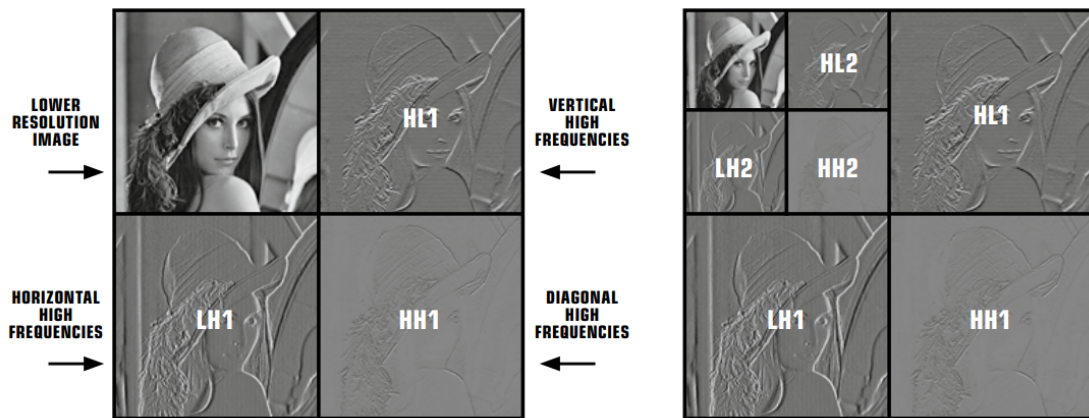 LOWER
RESOLUTION
IMAGE
HL1
VERTICAL
HIGH
FREQUENCIES
HORIZONTAL
HIGH
FREQUENCIES
LH1
HH1
DIAGONAL
HIGH
FREQUENCIES
HL2
HL1
LH2
HH2
LH1
HH1